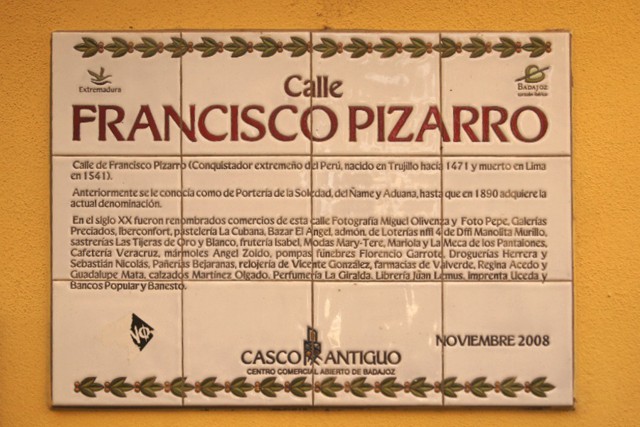 Extremadura
BADAJOZ
Calle
FRANCISCO PIZARRO
Calle de Francisco Pizarro (Conquistador extremeño del Perú, nacido en Trujillo hacia 1471 y muerto en Lima
en 1541).
Anteriormente se le conocía como de Portería de la Soledad, del Ñame y Aduana, hasta que en 1890 adquiere la
actual denominación.
En el siglo XX fueron renombrados comercios de esta calle Fotografía Miguel Olivenza y Foto Pepe, Galerías
Preciados, Iberconfort, pastelería La Cubana, Bazar El Angel, admon. de Loterías nffl 4 de Dffl Manolita Murillo,
sastrerías Las Tijeras de Oro y Blanco, frutería Isabel, Modas Mary-Tere, Mariola y La Meca de los Pantalones,
Cafetería Veracruz, mármoles Angel Zoido, pompas fúnebres Florencio Garrote, Droguerías Herrera y
Sebastián Nicolás, Pañerías Bejaranas, relojería de Vicente González, farmacias de Valverde, Regina Acedo y
Guadalupe Mata, calzados Martínez Olgado. Perfumería La Giralda. Librería Juan Lemus, imprenta Uceda y
Bancos Popular y Banesto.
CASCO ANTIGUO
CENTRO COMERCIAL ABIERTO DE BADAJOZ
NOVIEMBRE 2008